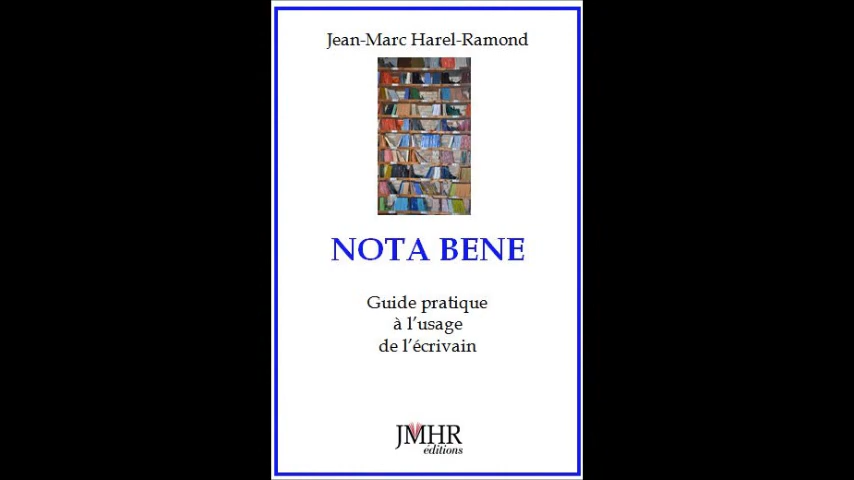 Jean-Marc Harel-Ramond
NOTA BENE
Guide pratique
à l’usage
de l’écrivain
JMHR
éditions